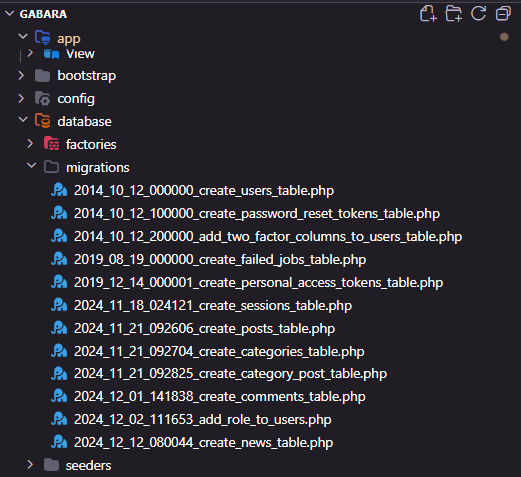 GABARA
app
View
bootstrap
config
database
factories
migrations
2014_10_12_000000_create_users_table.php
2014_10_12_100000_create_password_reset_tokens_table.php
2014_10_12_200000_add_two_factor_columns_to_users_table.php
2019_08_19_000000_create_failed_jobs_table.php
2019_12_14_000001_create_personal_access_tokens_table.php
2024_11_18_024121_create_sessions_table.php
2024_11_21_092606_create_posts_table.php
2024_11_21_092704_create_categories_table.php
2024_11_21_092825_create_category_post_table.php
2024_12_01_141838_create_comments_table.php
2024_12_02_111653_add_role_to_users.php
2024_12_12_080044_create_news_table.php
seeders